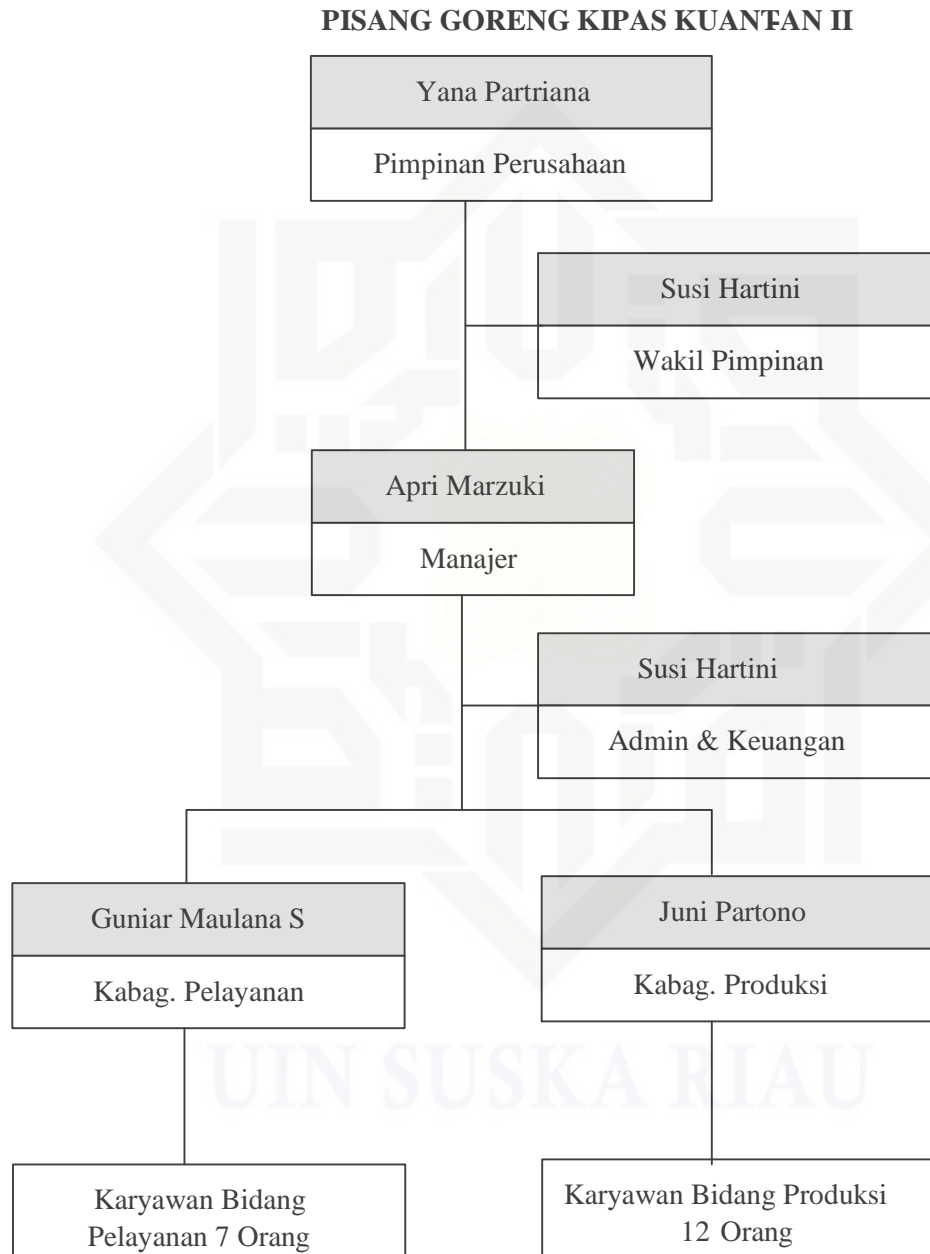 PISANG GORENG KIPAS KUANTAN II
Yana Partriana
Pimpinan Perusahaan
Susi Hartini
Wakil Pimpinan
Apri Marzuki
Manajer
Susi Hartini
Admin & Keuangan
Guniar Maulana S
Kabag. Pelayanan
Juni Partono
Kabag. Produksi
UIN SUSKA RIAU
Karyawan Bidang
Pelayanan 7 Orang
Karyawan Bidang Produksi
12 Orang